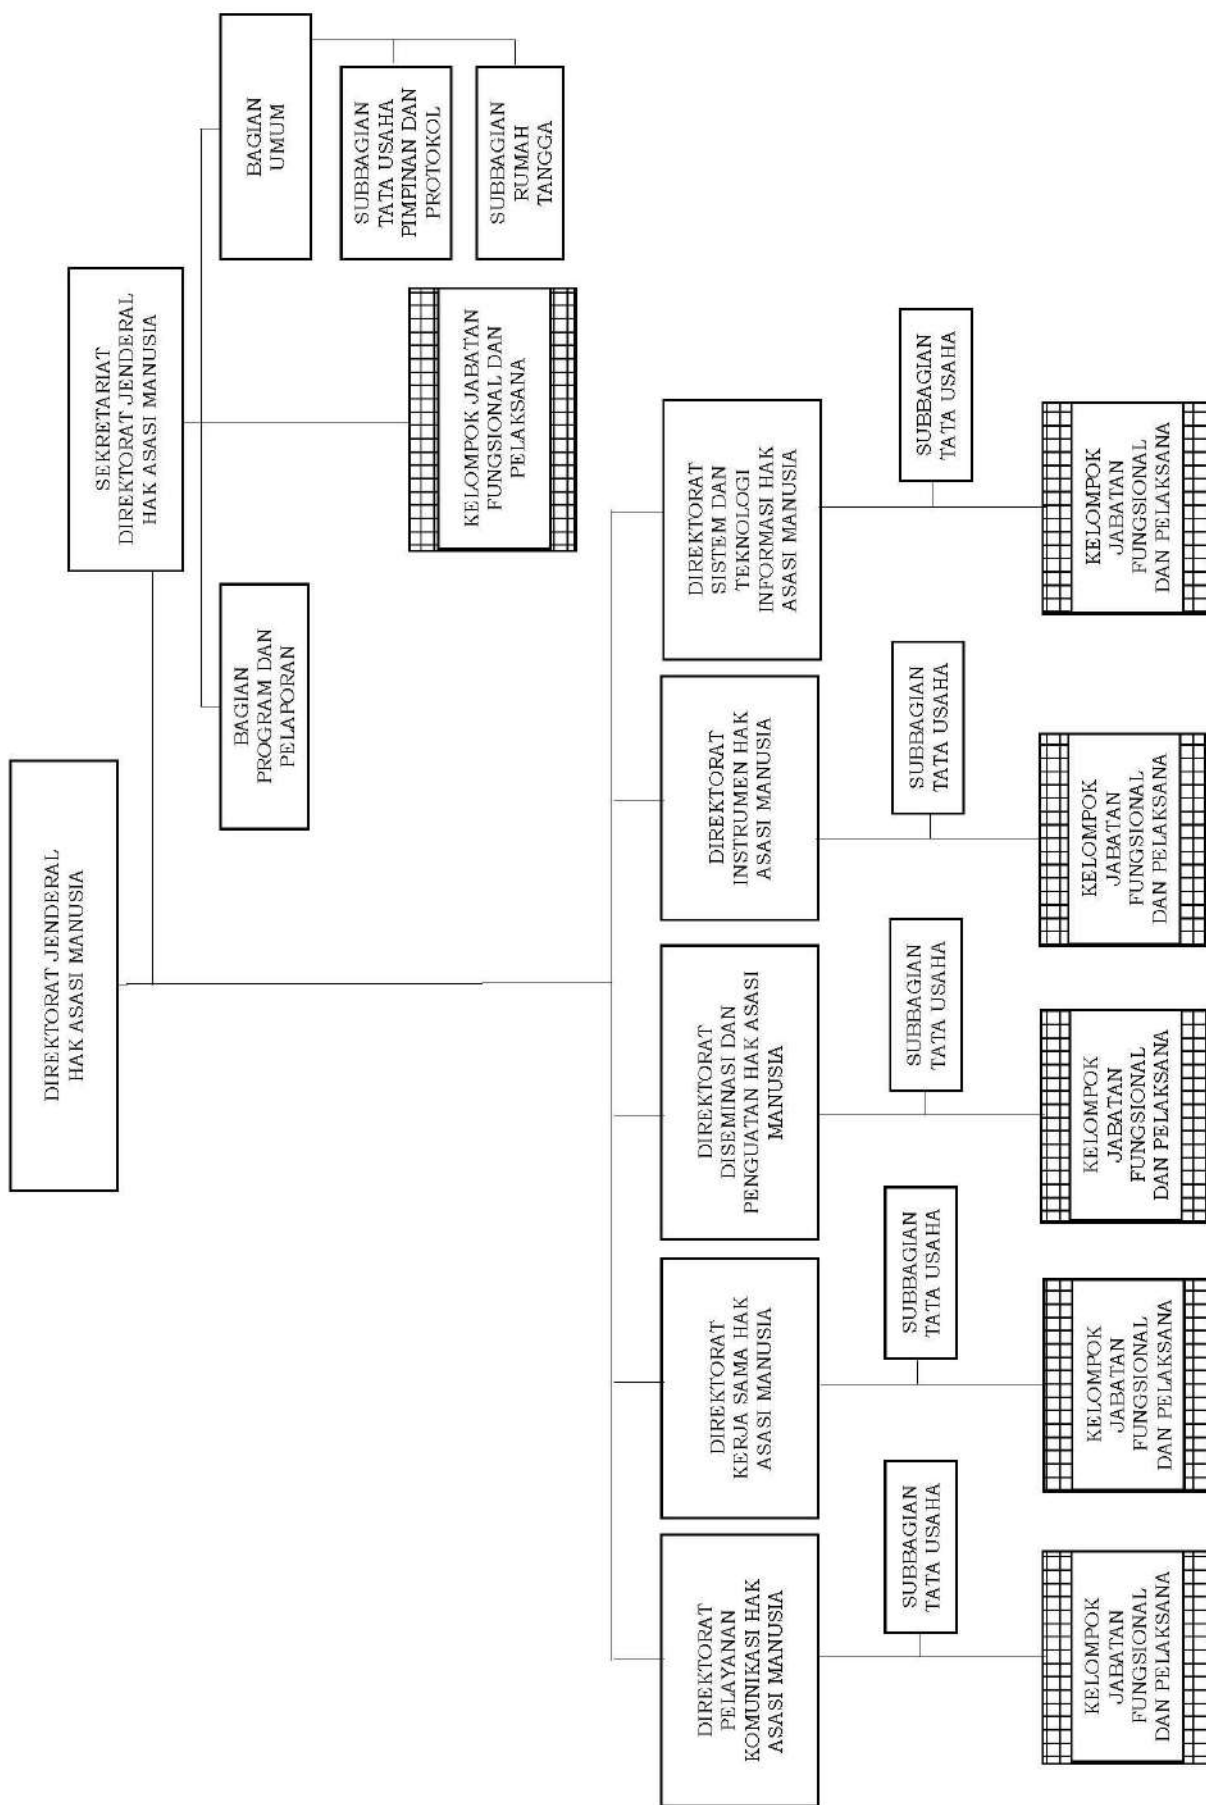 DIREKTORAT JENDERAL
HAK ASASI MANUSIA
SEKRETARIAT
DIREKTORAT JENDERAL
HAK ASASI MANUSIA
BAGIAN
PROGRAM DAN
PELAPORAN
BAGIAN
UMUM
SUBBAGIAN
TATA USAHA
PIMPINAN DAN
PROTOKOL
SUBBAGIAN
RUMAH
TANGGA
KELOMPOK JABATAN
FUNGSIONAL DAN
PELAKSANA
DIREKTORAT
PELAYANAN
KOMUNIKASI HAK
ASASI MANUSIA
DIREKTORAT
KERJA SAMA HAK
ASASI MANUSIA
DIREKTORAT
DISEMINASI DAN
PENGUATAN HAK ASASI
MANUSIA
DIREKTORAT
INSTRUMEN HAK
ASASI MANUSIA
DIREKTORAT
SISTEM DAN
TEKNOLOGI
INFORMASI HAK
ASASI MANUSIA
SUBBAGIAN
TATA USAHA
SUBBAGIAN
TATA USAHA
SUBBAGIAN
TATA USAHA
SUBBAGIAN
TATA USAHA
SUBBAGIAN
TATA USAHA
KELOMPOK
JABATAN
FUNGSIONAL
DAN PELAKSANA
KELOMPOK
JABATAN
FUNGSIONAL
DAN PELAKSANA
KELOMPOK
JABATAN
FUNGSIONAL
DAN PELAKSANA
KELOMPOK
JABATAN
FUNGSIONAL
DAN PELAKSANA
KELOMPOK
JABATAN
FUNGSIONAL
DAN PELAKSANA